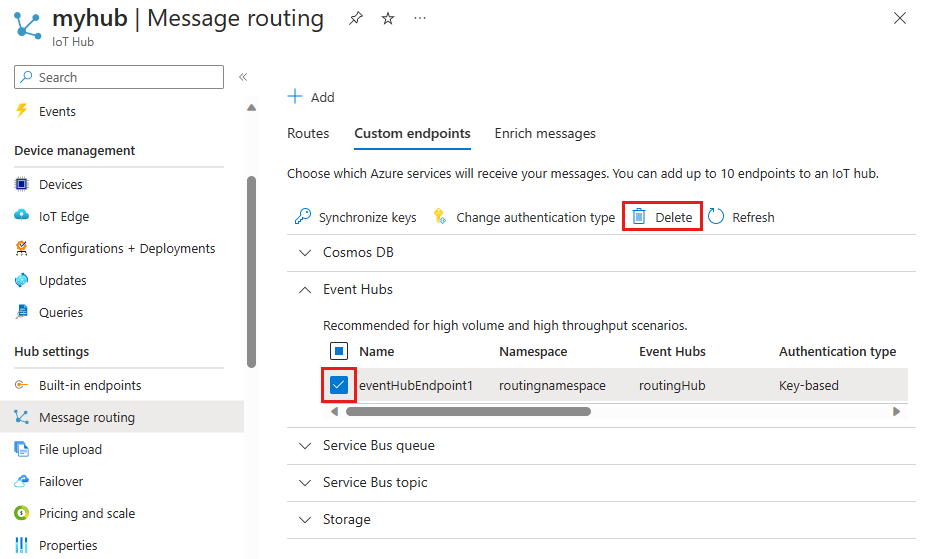 myhub | Message routing
IoT Hub
Search
Events
Device management
Devices
IoT Edge
Configurations + Deployments
Updates
Queries
Hub settings
Built-in endpoints
Message routing
File upload
Failover
Pricing and scale
Properties
Add
Routes Custom endpoints Enrich messages
Choose which Azure services will receive your messages. You can add up to 10 endpoints to an IoT hub.
Synchronize keys Change authentication type Delete Refresh
Cosmos DB
Event Hubs
Recommended for high volume and high throughput scenarios.
Name Namespace Event Hubs Authentication type
eventHubEndpoint1 routingnamespace routingHub Key-based
Service Bus queue
Service Bus topic
Storage